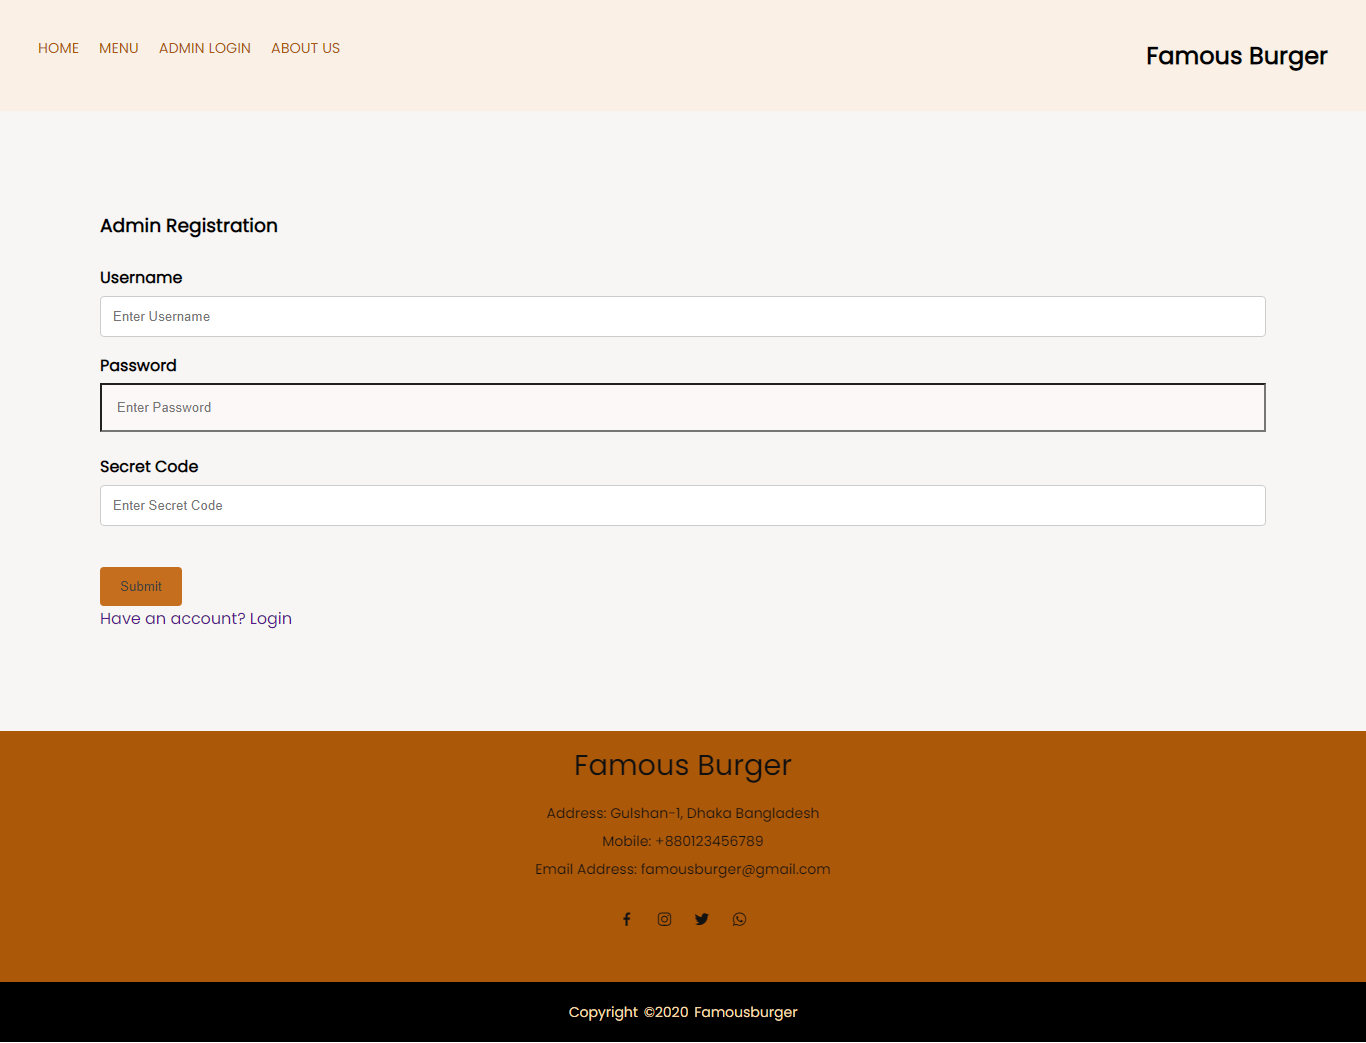 HOME MENU ADMIN LOGIN ABOUT US
Famous Burger
Admin Registration
Username
Enter Username
Password
Enter Password
Secret Code
Enter Secret Code
Submit
Have an account? Login
Famous Burger
Address: Gulshan-1, Dhaka Bangladesh
Mobile: +880123456789
Email Address: famousburger@gmail.com
Copyright ©2020 Famousburger